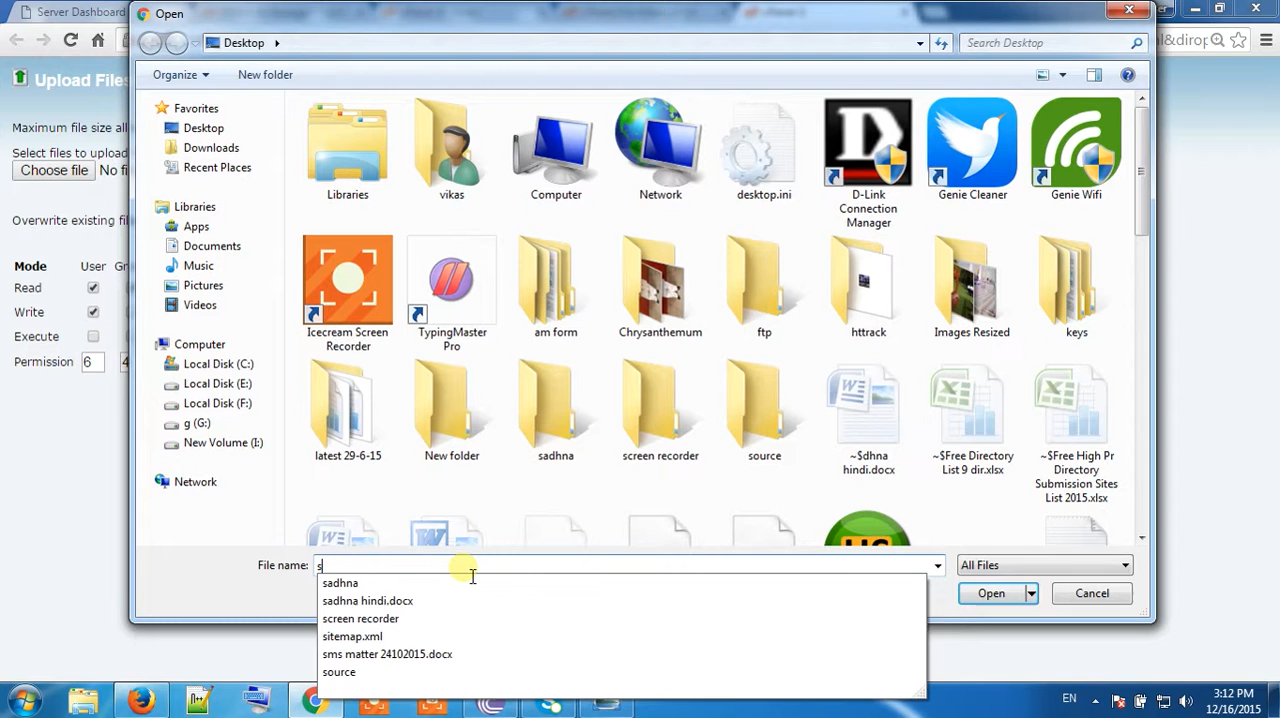 Server Dashboard
Open
Desktop
Search Desktop
al&dirop
Organize
New folder
Upload Files
Maximum file size all
Select files to upload
Choose file No fi
Overwrite existing fil
Mode User Gr
Read
Write
Execute
Permission 6 4
Favorites
Desktop
Downloads
Recent Places
Libraries
Apps
Documents
Music
Pictures
Videos
Computer
Local Disk (C:)
Local Disk (E:)
Local Disk (F:)
g (G:)
New Volume (I:)
Network
Libraries
vikas
Computer
Network
desktop.ini
D-Link
Connection
Manager
Genie Cleaner
Genie Wifi
Icecream Screen
Recorder
TypingMaster
Pro
am form
Chrysanthemum
ftp
httrack
Images Resized
keys
latest 29-6-15
New folder
sadhna
screen recorder
source
~$dhna
hindi.docx
~$Free Directory
List 9 dir.xlsx
~$Free High Pr
Directory
Submission Sites
List 2015.xlsx
File name: s
All Files
sadhna
sadhna hindi.docx
screen recorder
sitemap.xml
sms matter 24102015.docx
source
Open
Cancel
EN
3:12 PM
12/16/2015